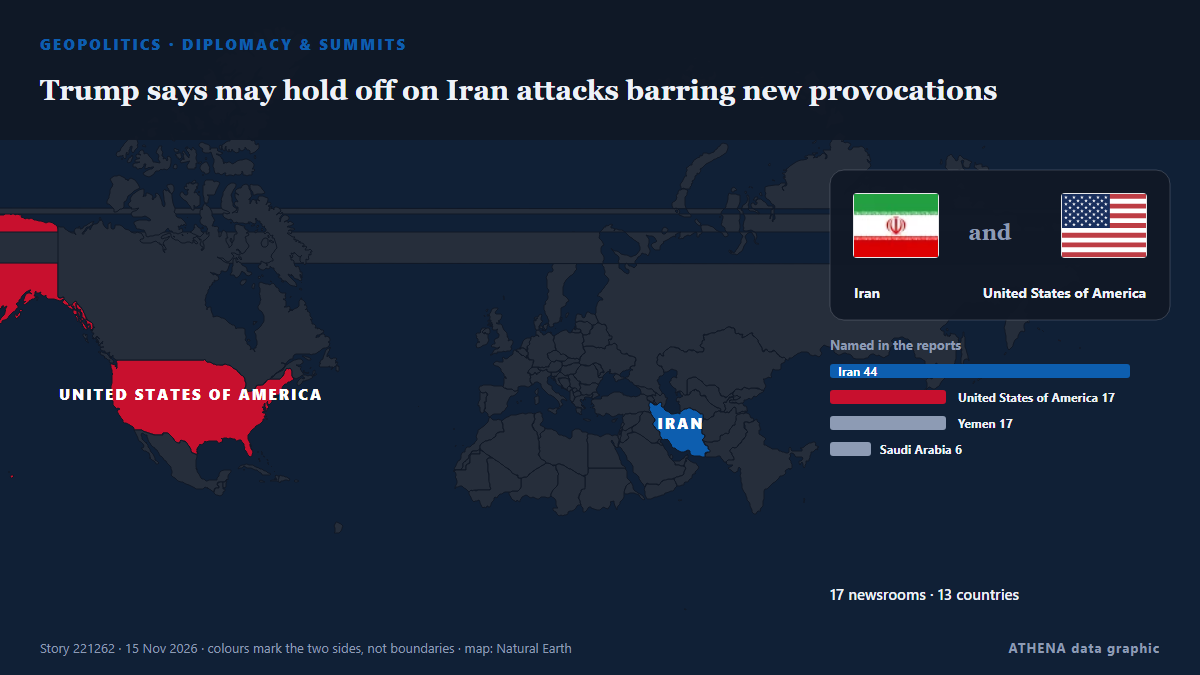 GEOPOLITICS · DIPLOMACY & SUMMITS
Trump says may hold off on Iran attacks barring new provocations
and
Iran
United States of America
Named in the reports
Iran 44
United States of America 17
Yemen 17
Saudi Arabia 6
UNITED STATES OF AMERICA
IRAN
17 newsrooms · 13 countries
Story 221262 · 15 Nov 2026 · colours mark the two sides, not boundaries · map: Natural Earth
ATHENA data graphic